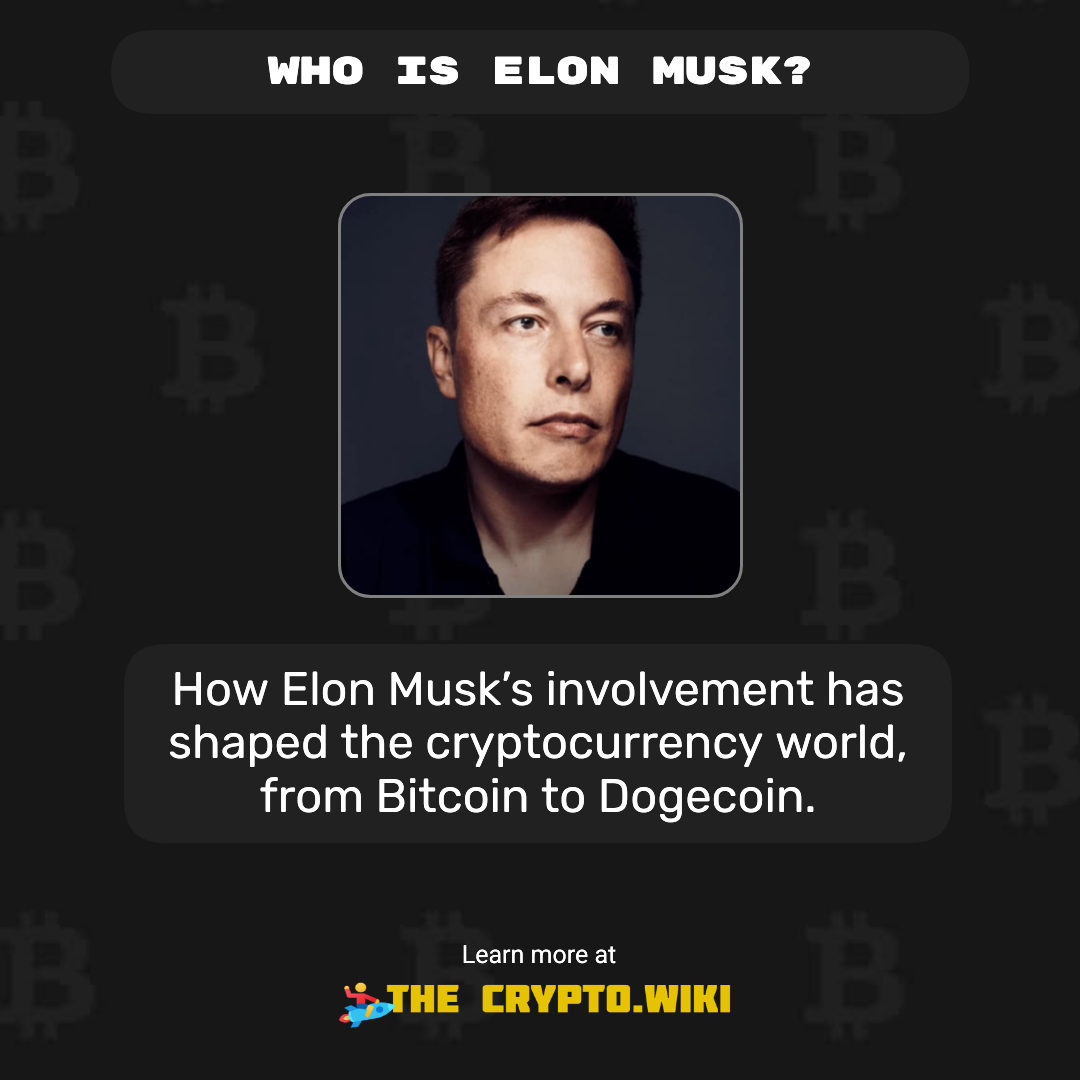 WHO IS ELON MUSK?
How Elon Musk’s involvement has
shaped the cryptocurrency world,
from Bitcoin to Dogecoin.
Learn more at
THE CRYPTO.WIKI